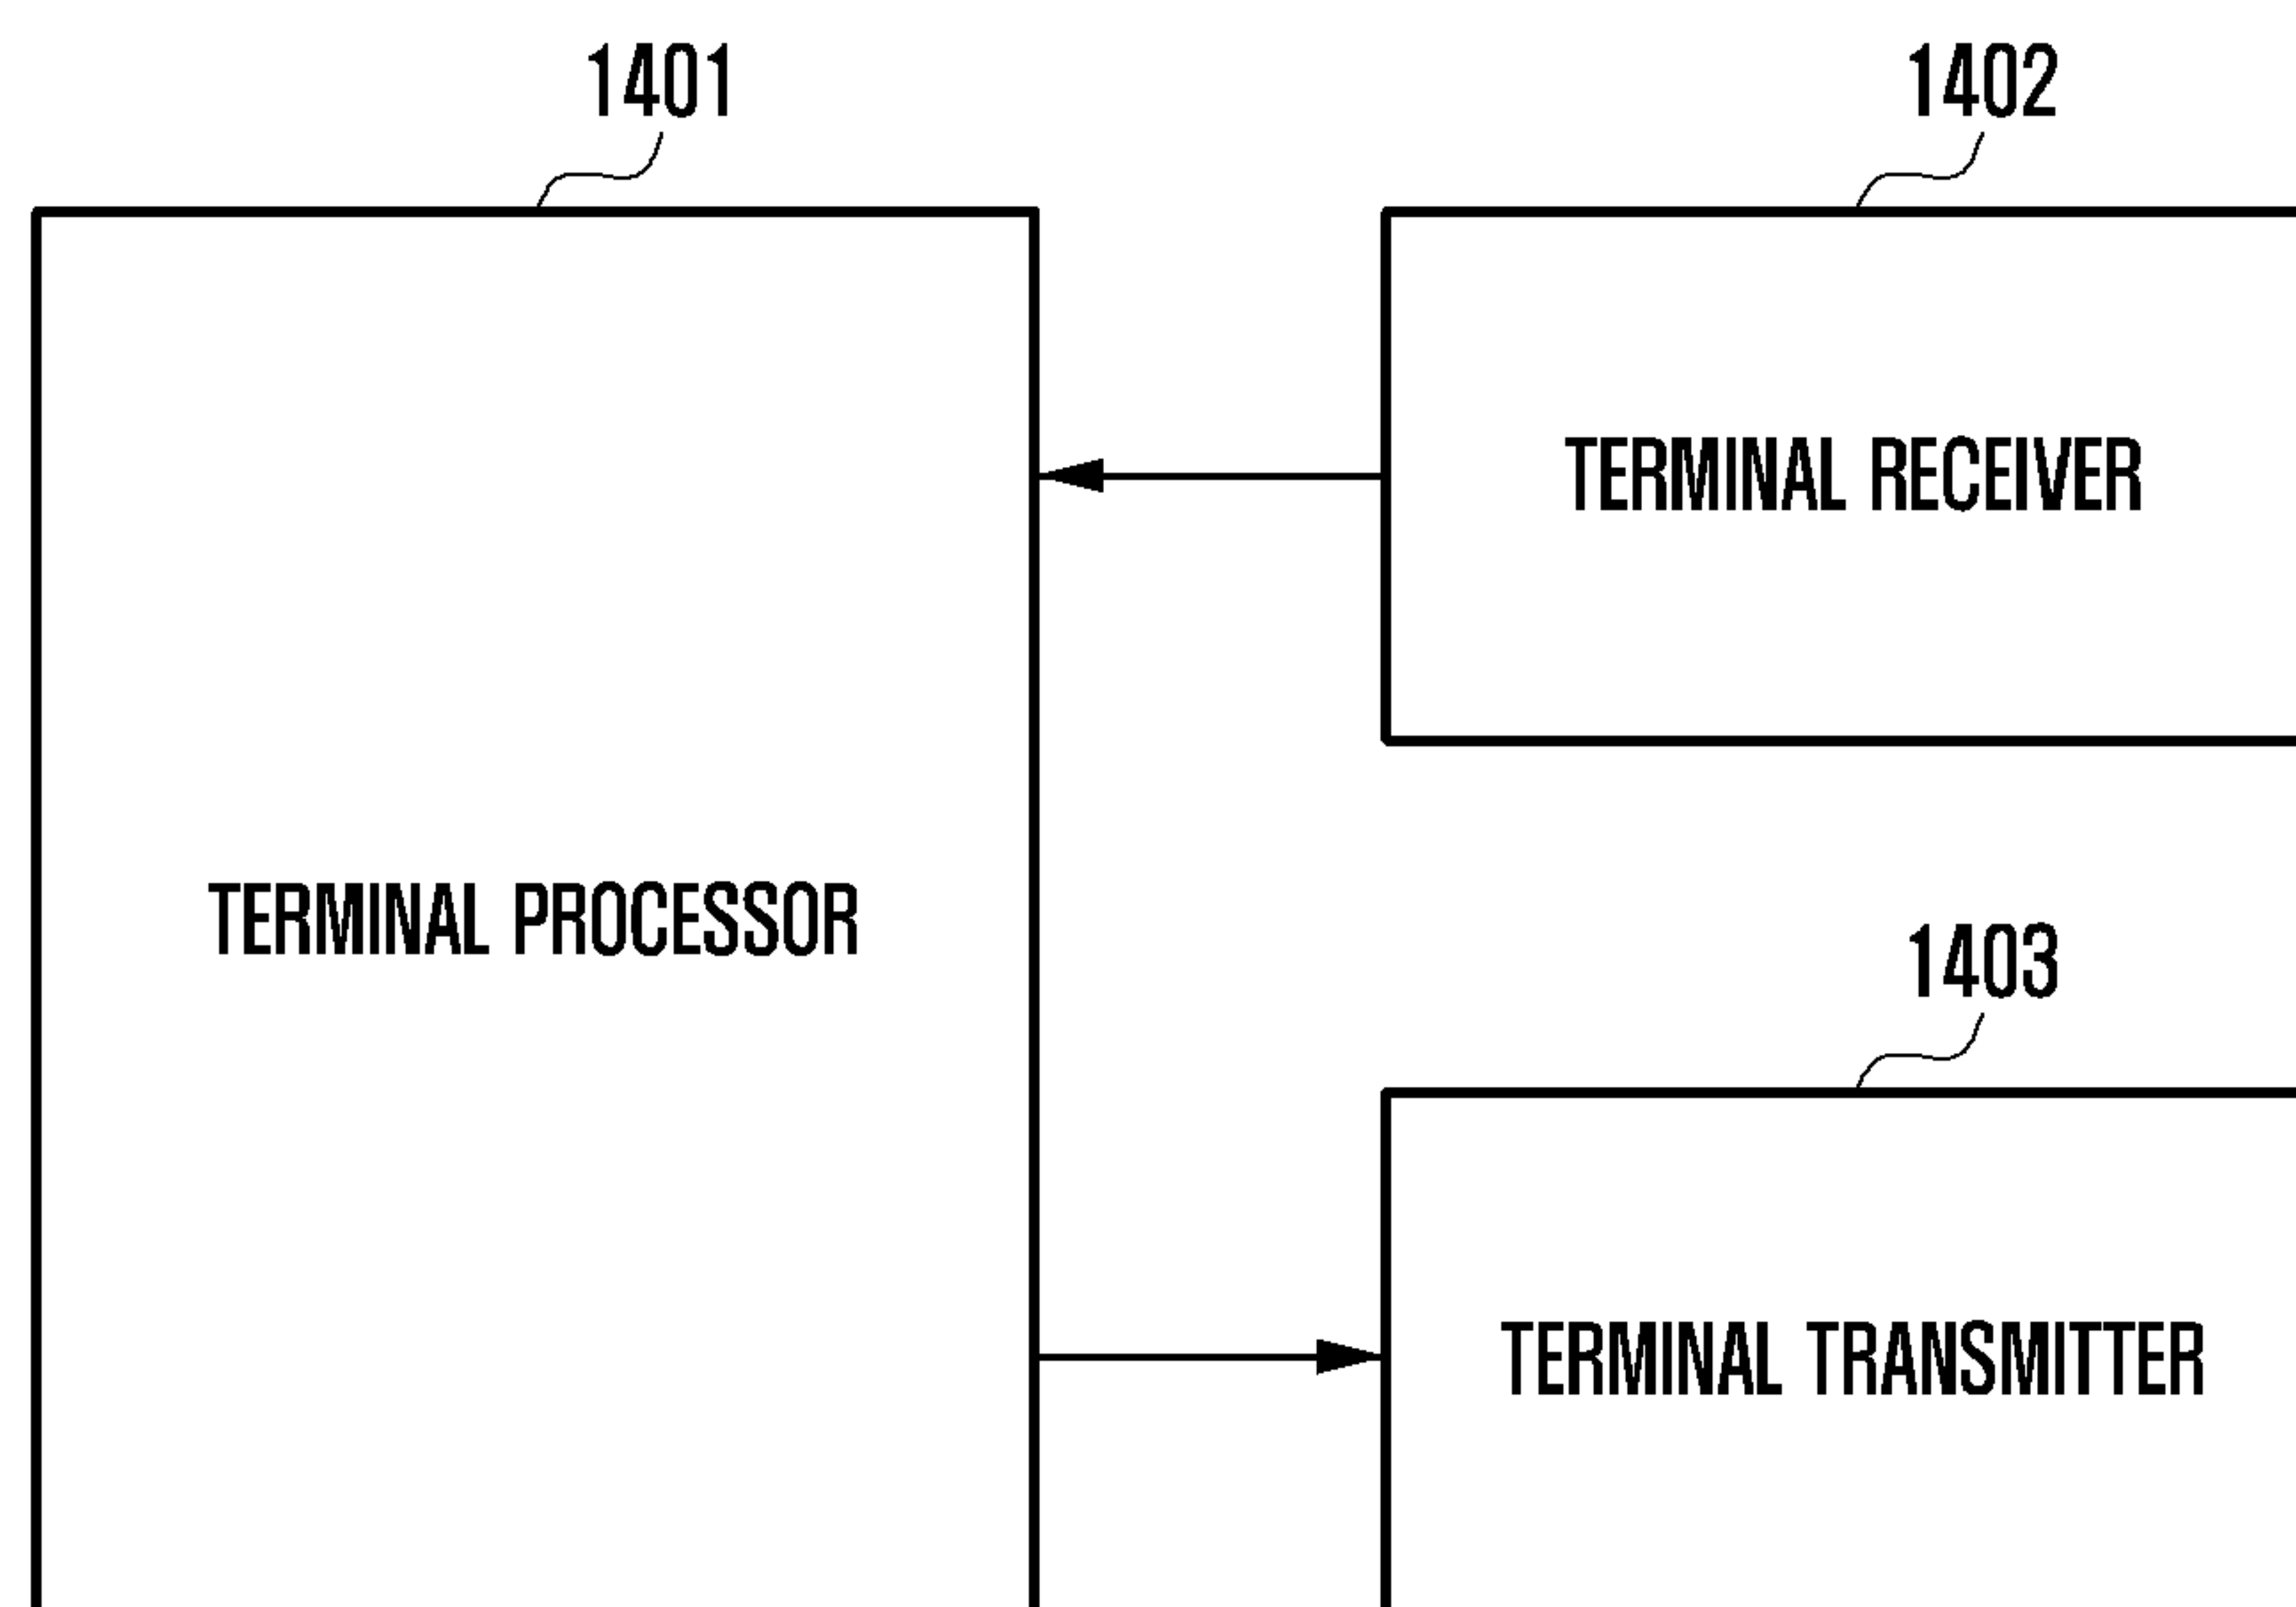 1401
1402
TERMINAL RECEIVER
TERMINAL PROCESSOR
1403
TERMINAL TRANSMITTER